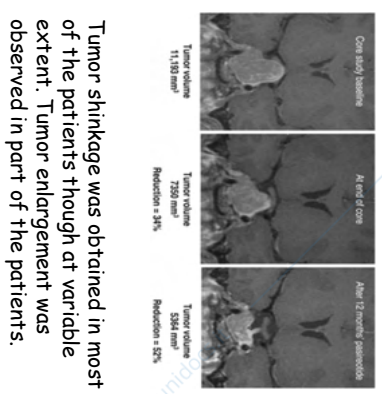 Core study baseline
At end of core
After 12 months' pasireotide
Tumor volume
11,193 mm³
Tumor volume
7350 mm³
Reduction = 34%
Tumor volume
5364 mm³
Reduction = 52%
Tumor shinkage was obtained in most
of the patients though at variable
extent. Tumor enlargement was
observed in part of the patients.